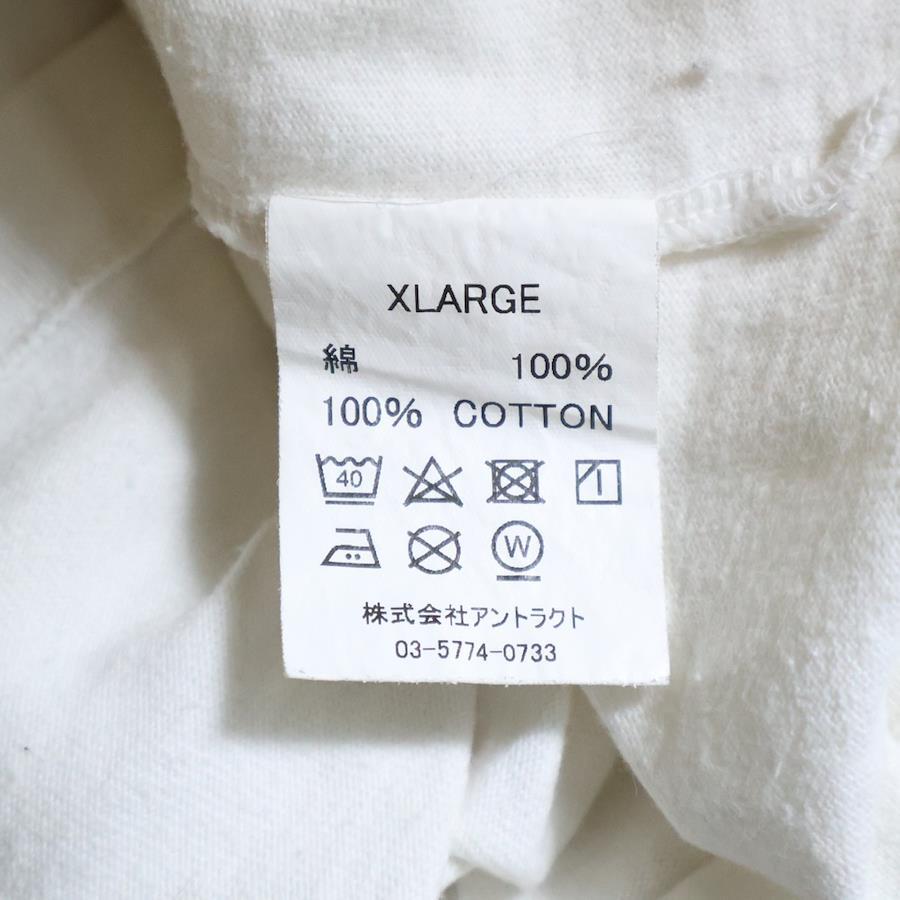 XLARGE
綿 100%
100% COTTON
40
W
株式会社アントラクト
03-5774-0733